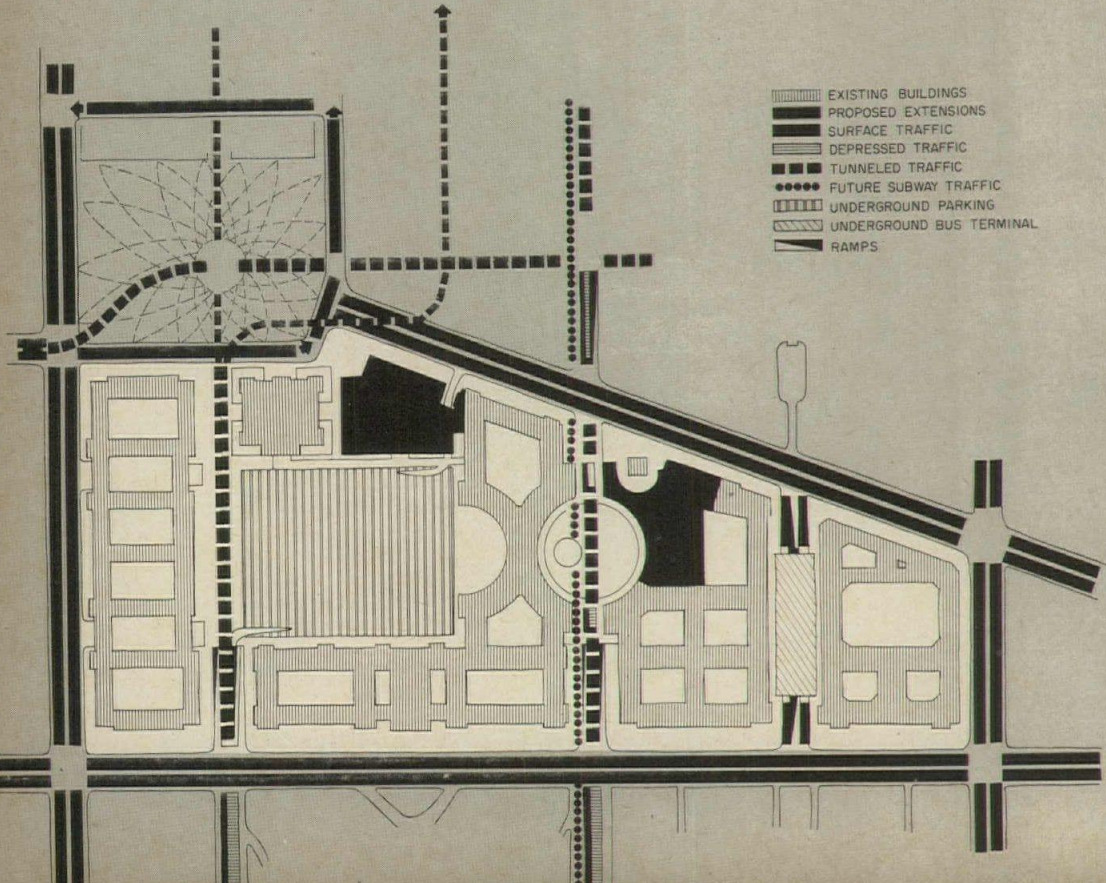 EXISTING BUILDINGS
PROPOSED EXTENSIONS
SURFACE TRAFFIC
DEPRESSED TRAFFIC
TUNNELED TRAFFIC
FUTURE SUBWAY TRAFFIC
UNDERGROUND PARKING
UNDERGROUND BUS TERMINAL
RAMPS